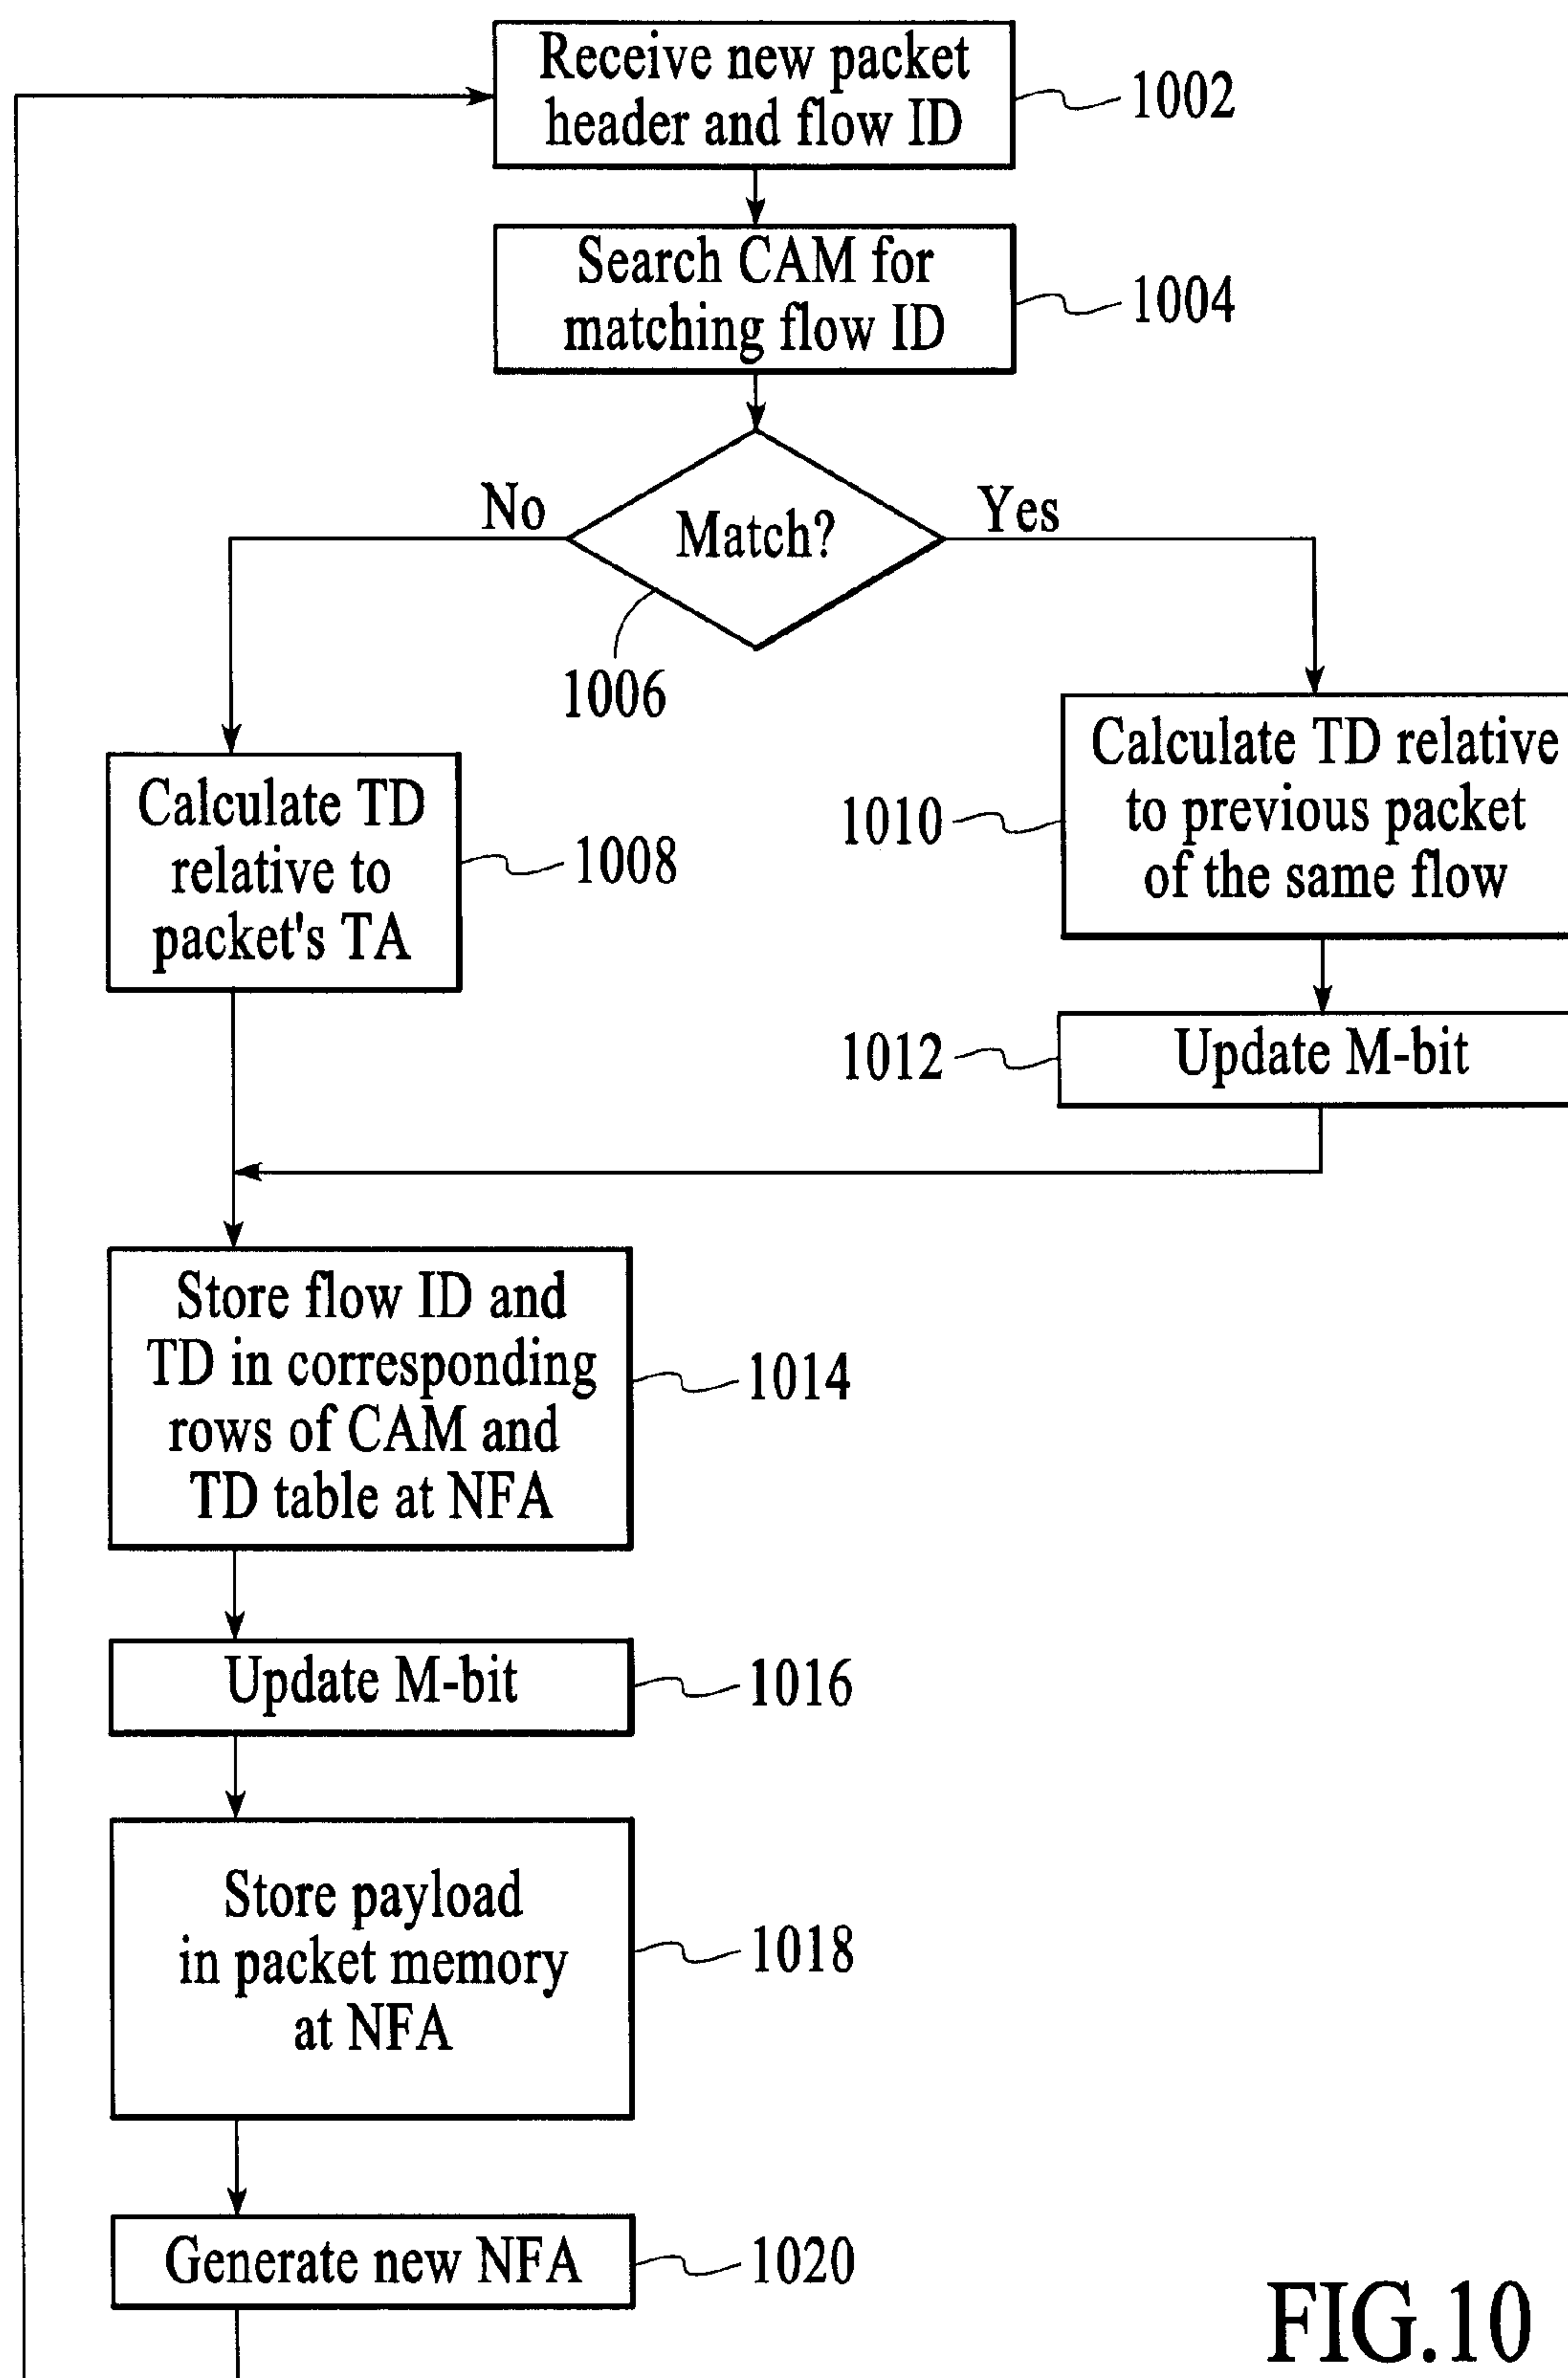 Receive new packet
header and flow ID
1002
Search CAM for
matching flow ID
1004
No
Match?
Yes
1006
Calculate TD
relative to
packet's TA
1008
Calculate TD relative
to previous packet
of the same flow
1010
Update M-bit
1012
Store flow ID and
TD in corresponding
rows of CAM and
TD table at NFA
1014
Update M-bit
1016
Store payload
in packet memory
at NFA
1018
Generate new NFA
1020
FIG.10